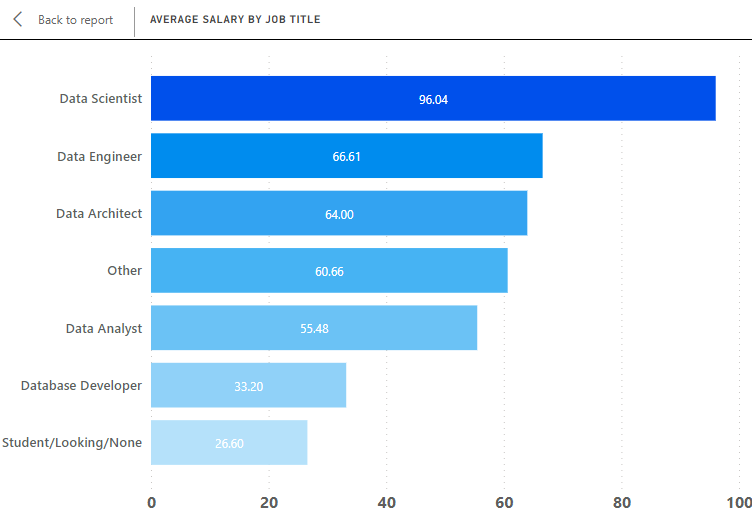 Back to report
AVERAGE SALARY BY JOB TITLE
Data Scientist 96.04
Data Engineer 66.61
Data Architect 64.00
Other 60.66
Data Analyst 55.48
Database Developer 33.20
Student/Looking/None 26.60
0 20 40 60 80 100